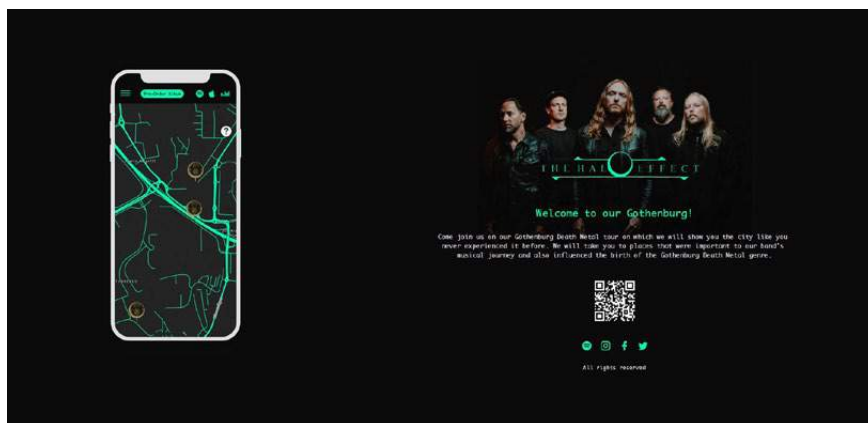 THE HALO EFFECT
Welcome to our Gothenburg!
Come join us on our Gothenburg Death Metal tour on which we will show you the city like you
never experienced it before. We will take you to places that were important to our band's
musical journey and also influenced the birth of the Gothenburg Death Metal genre.
All rights reserved
?